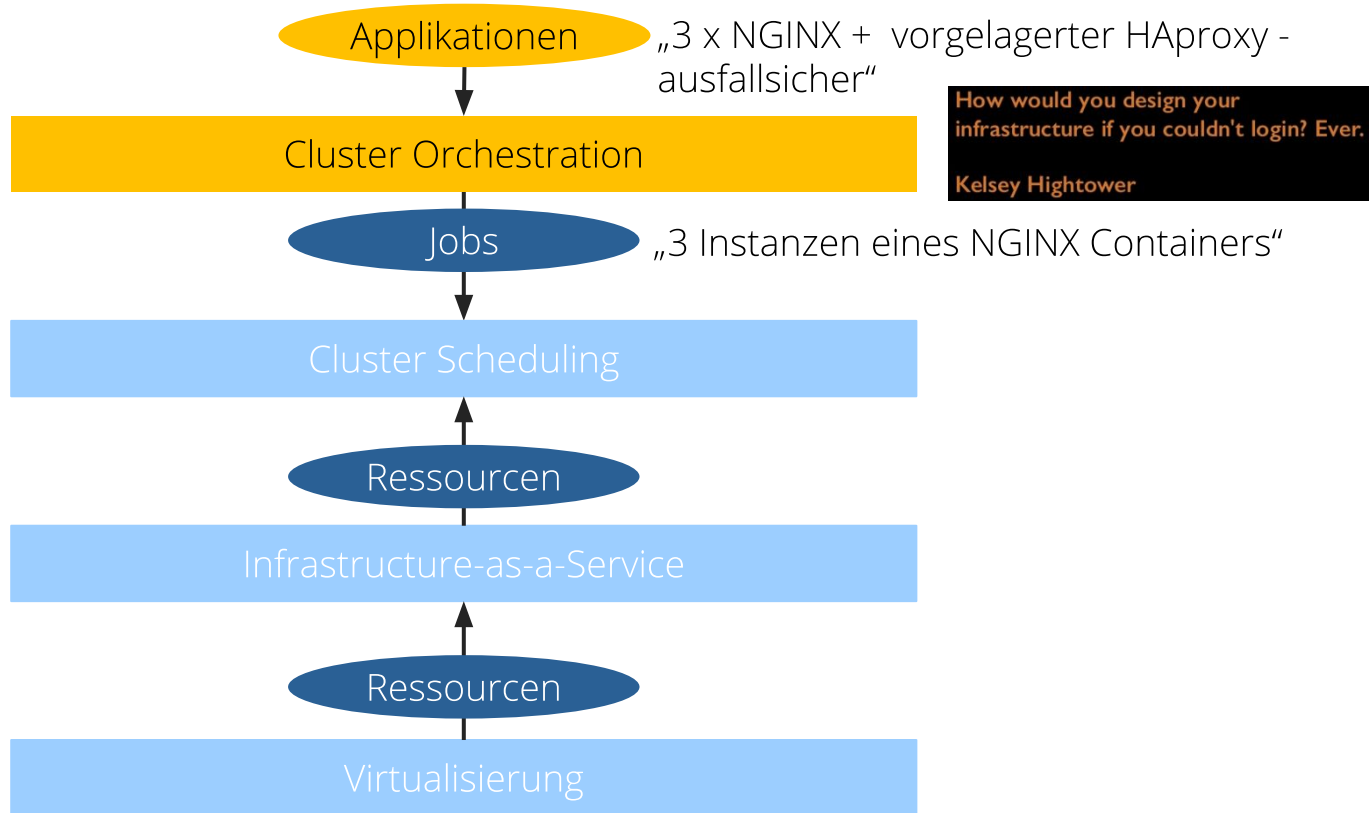 Applikationen
„3 x NGINX +  vorgelagerter HAproxy -
ausfallsicher“
How would you design your
infrastructure if you couldn't login? Ever.
Kelsey Hightower
Cluster Orchestration
Jobs
„3 Instanzen eines NGINX Containers“
Cluster Scheduling
Ressourcen
Infrastructure-as-a-Service
Ressourcen
Virtualisierung